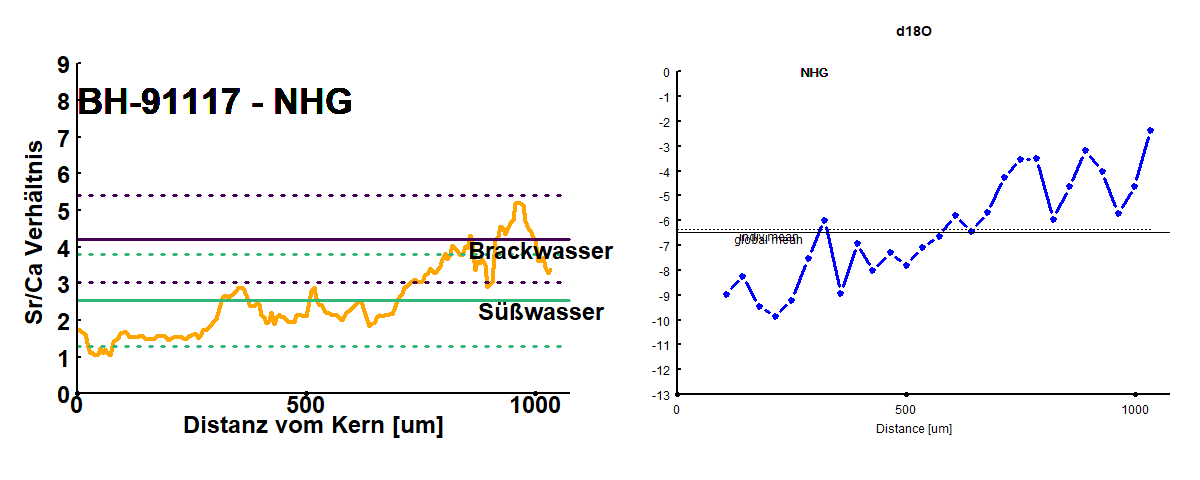 9
BH-91117 - NHG
8
7
6
5
4
3
2
1
0
Sr/Ca Verhältnis
Brackwasser
Süßwasser
0 500 1000
Distanz vom Kern [um]
d18O
NHG
0
-1
-2
-3
-4
-5
-6
-7
-8
-9
-10
-11
-12
-13
indiv.mean
global mean
0 500 1000
Distance [um]